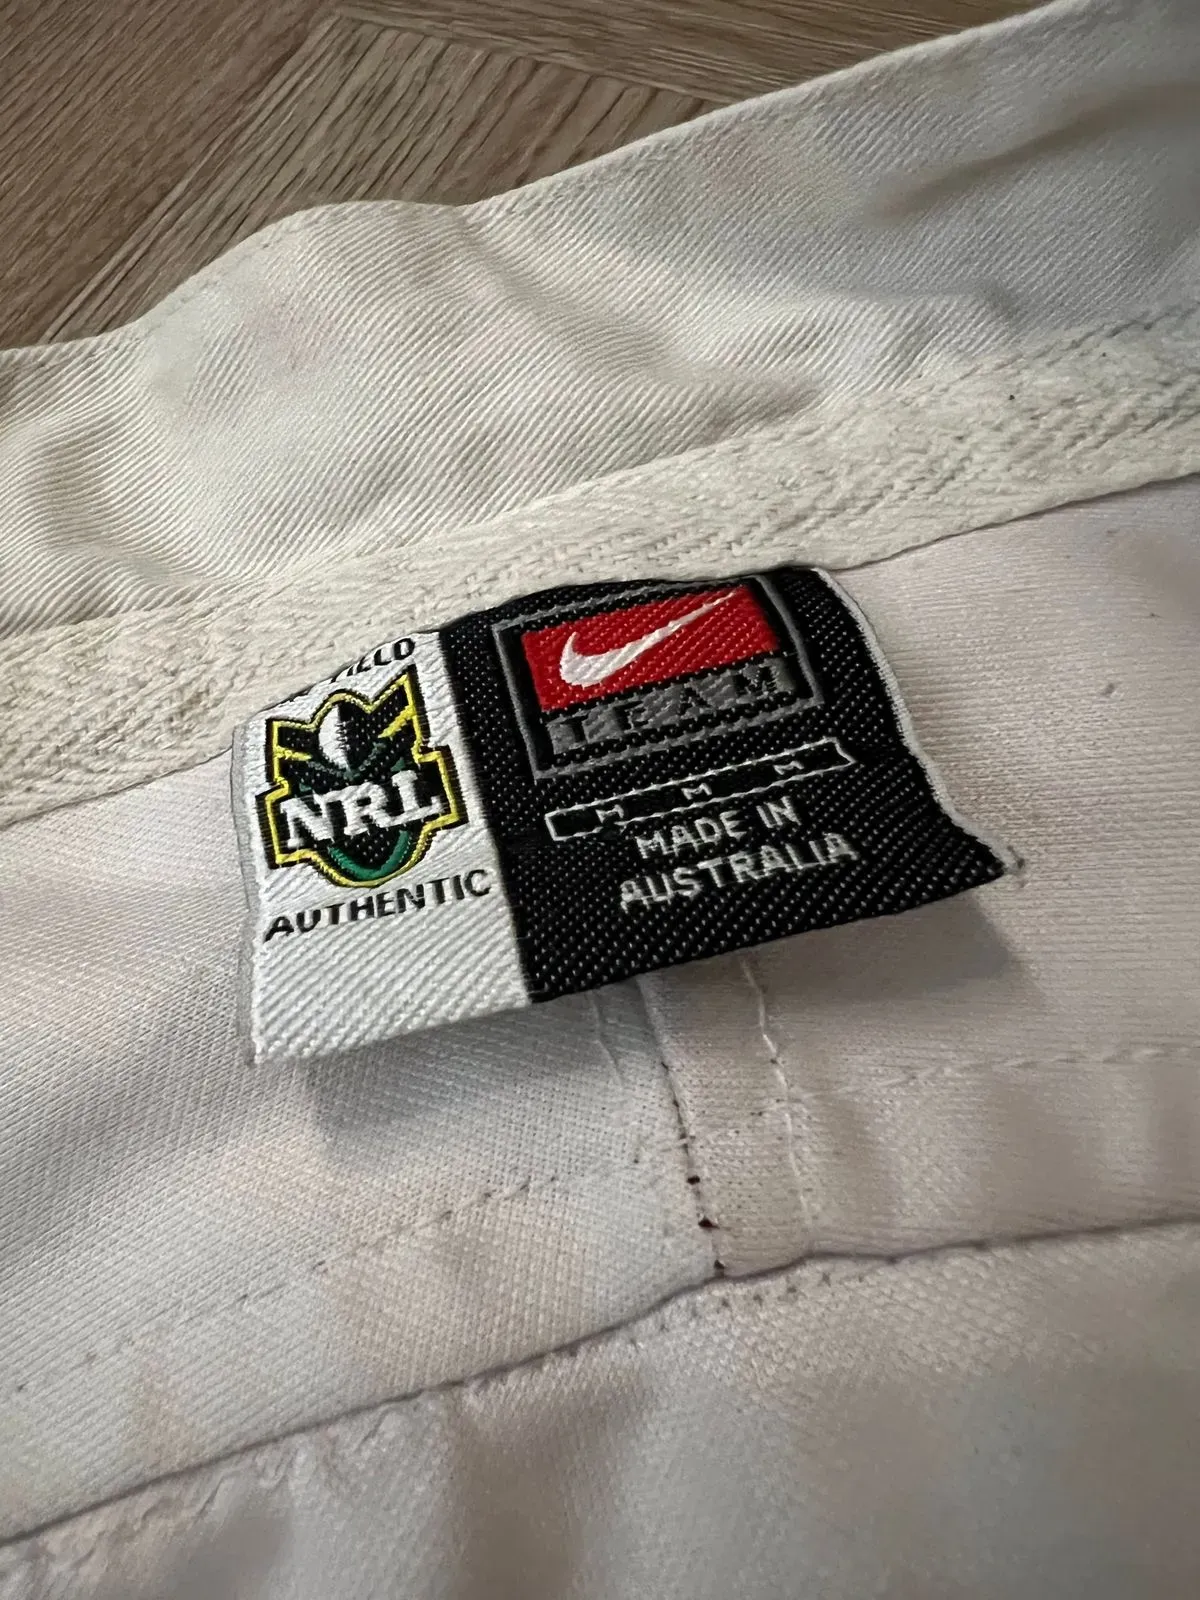 FIELD
NRL
AUTHENTIC
TEAM
M M M
MADE IN
AUSTRALIA